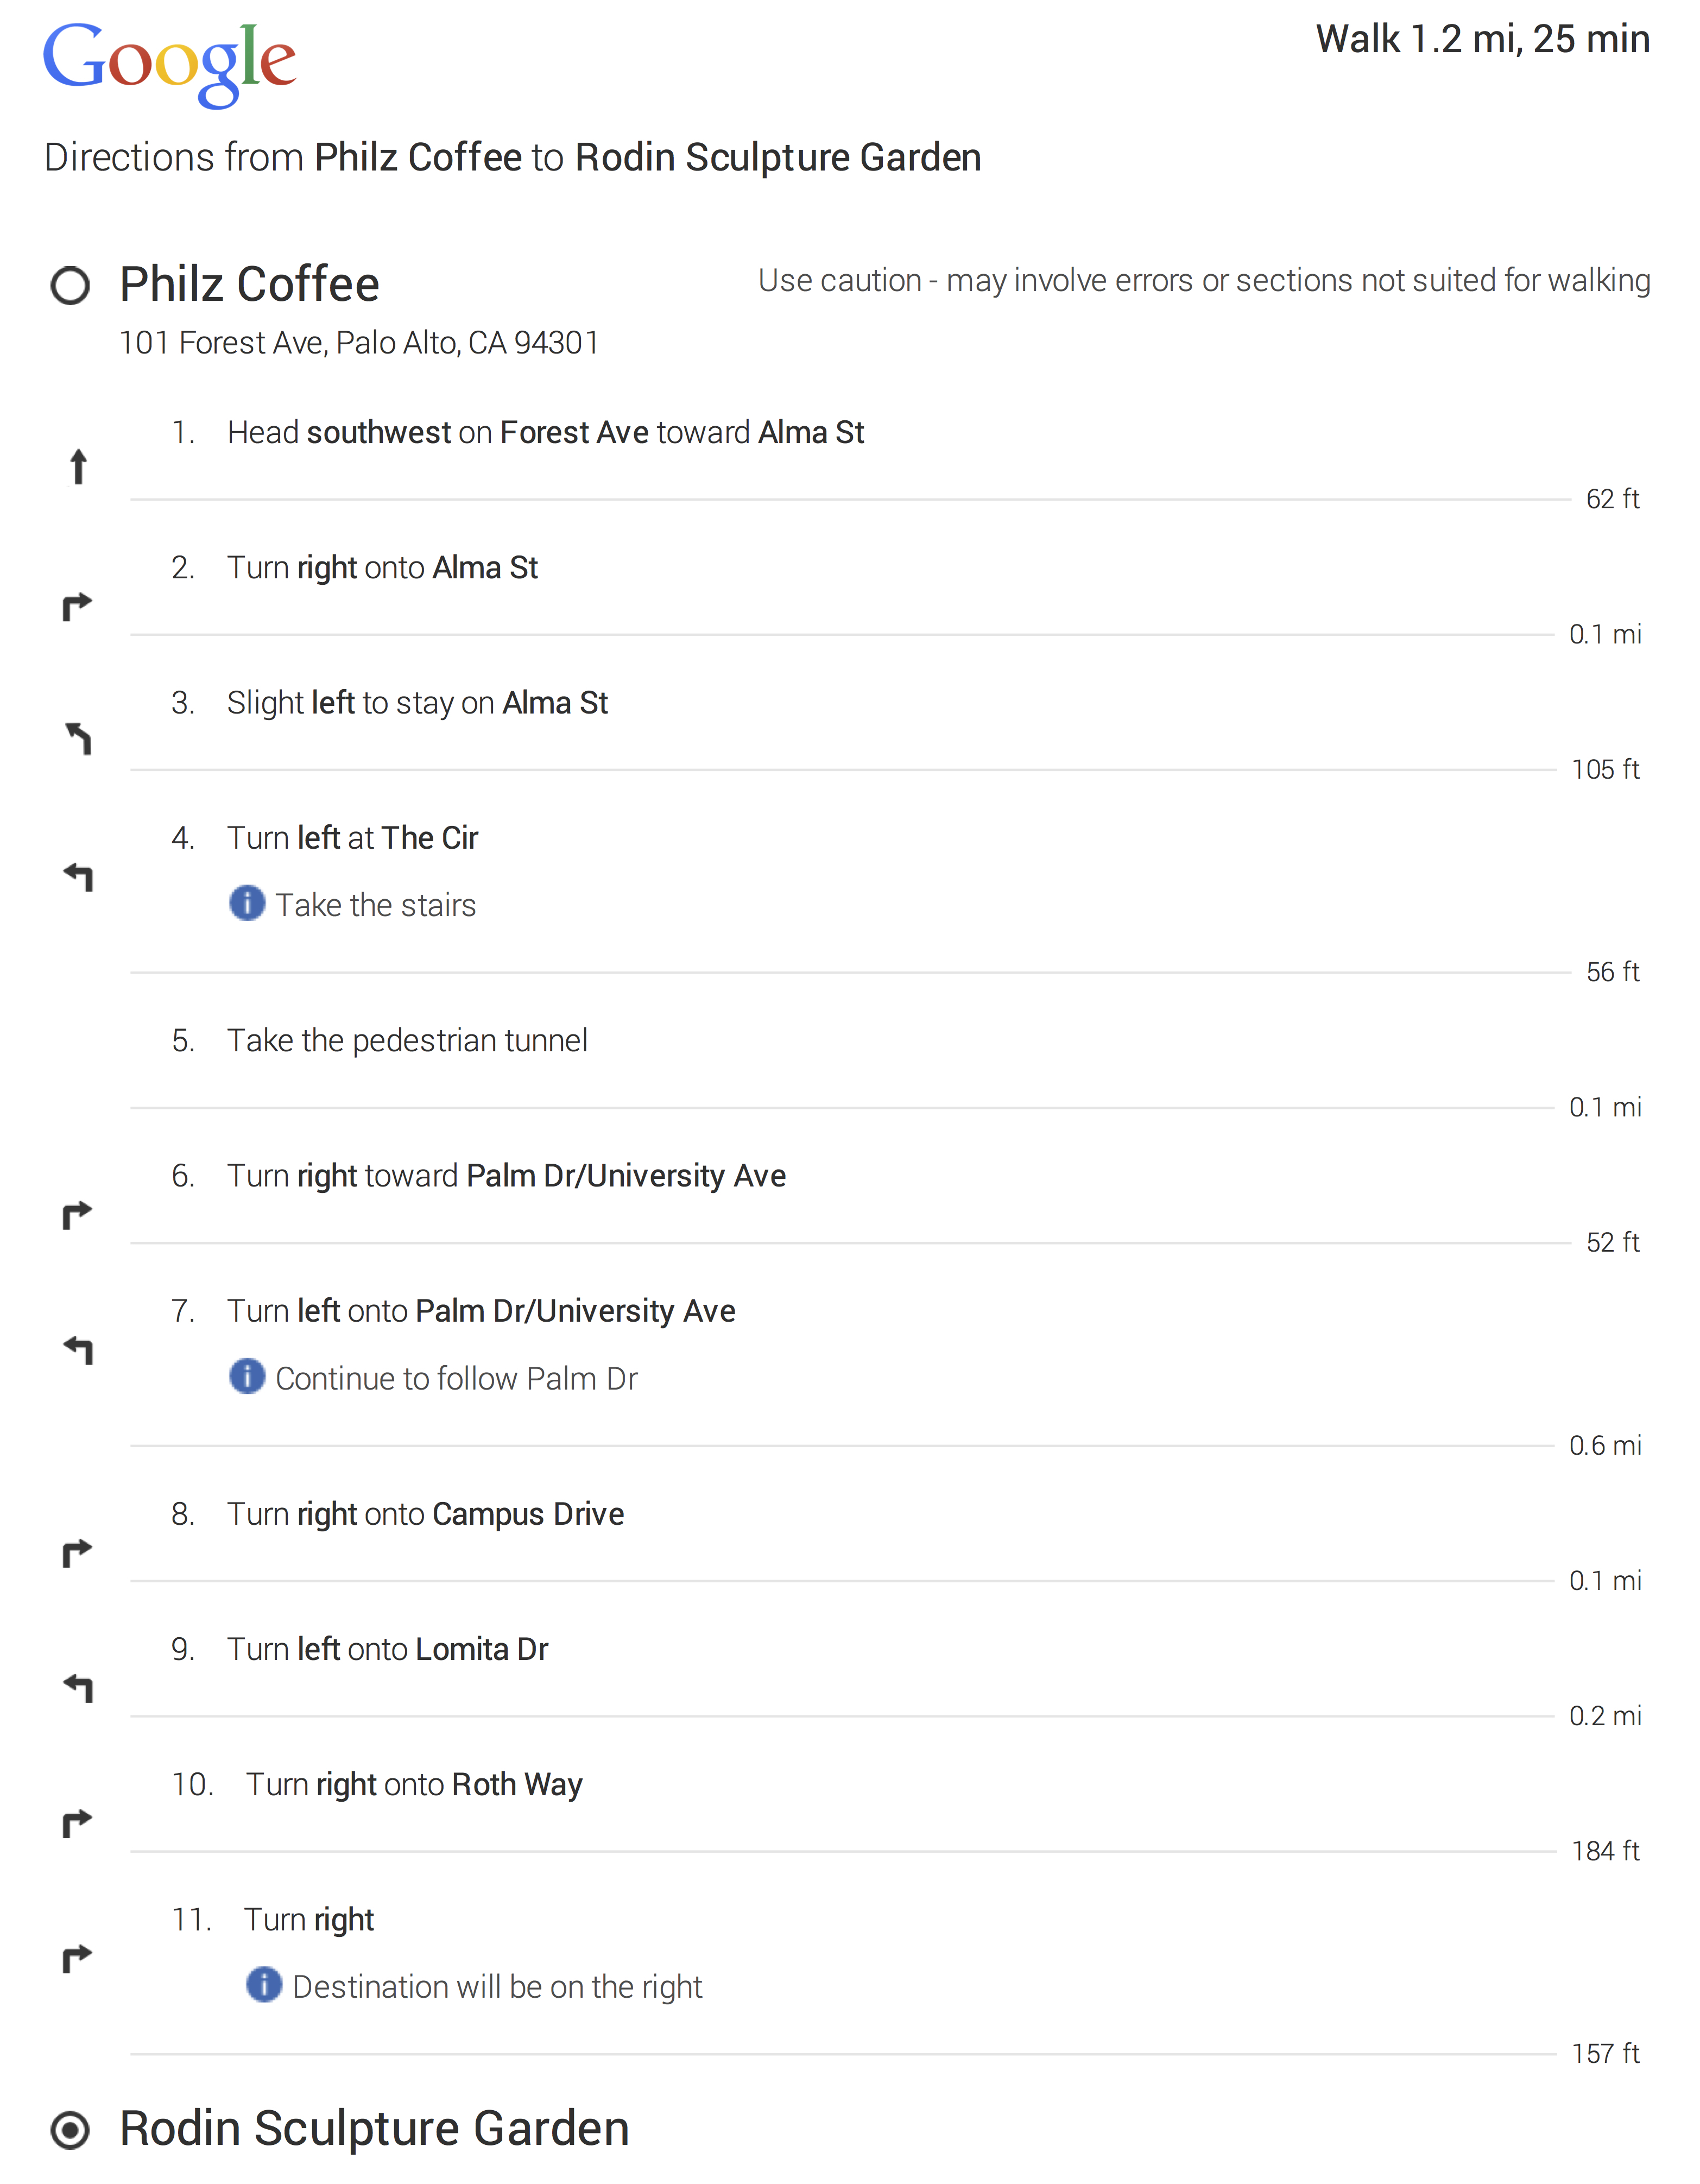 Google
Walk 1.2 mi, 25 min
Directions from Philz Coffee to Rodin Sculpture Garden
Philz Coffee
Use caution - may involve errors or sections not suited for walking
101 Forest Ave, Palo Alto, CA 94301
1. Head southwest on Forest Ave toward Alma St
62 ft
2. Turn right onto Alma St
0.1 mi
3. Slight left to stay on Alma St
105 ft
4. Turn left at The Cir
Take the stairs
56 ft
5. Take the pedestrian tunnel
0.1 mi
6. Turn right toward Palm Dr/University Ave
52 ft
7. Turn left onto Palm Dr/University Ave
Continue to follow Palm Dr
0.6 mi
8. Turn right onto Campus Drive
0.1 mi
9. Turn left onto Lomita Dr
0.2 mi
10. Turn right onto Roth Way
184 ft
11. Turn right
Destination will be on the right
157 ft
Rodin Sculpture Garden